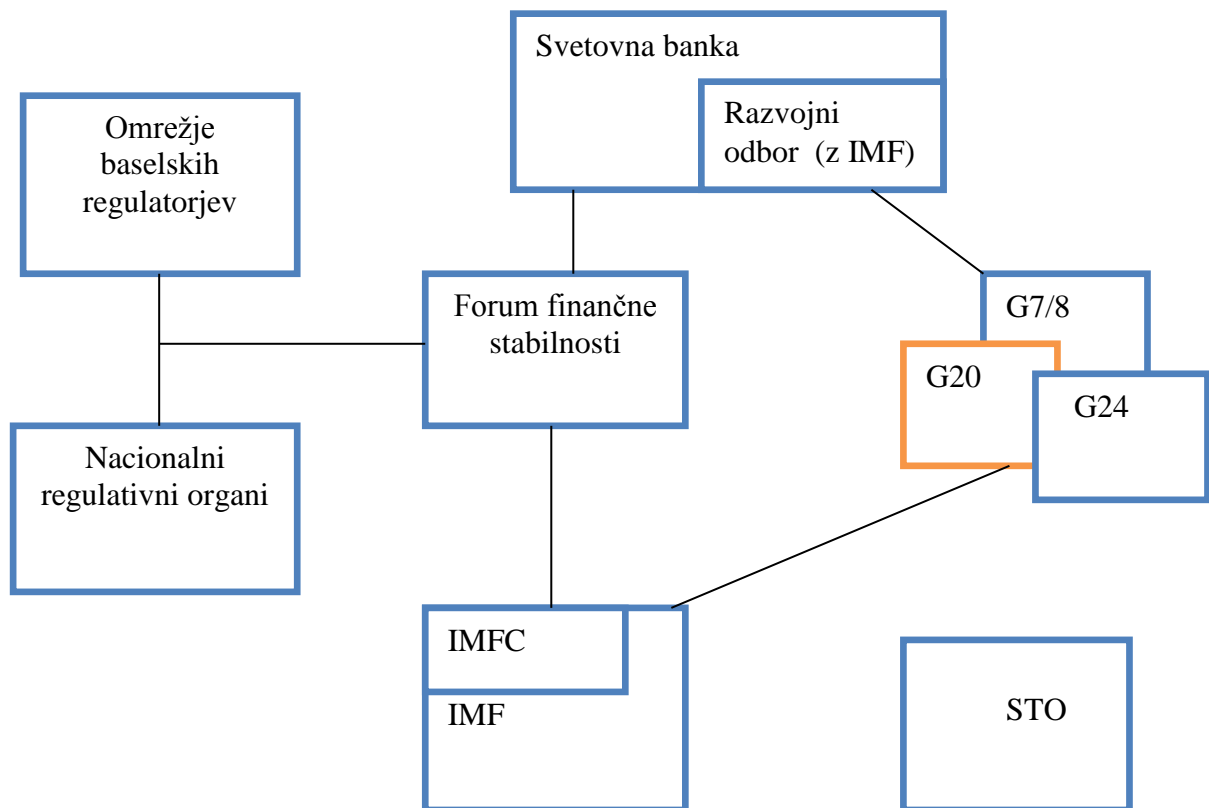 Svetovna banka
Razvojni
odbor (z IMF)
Omrežje
baselskih
regulatorjev
Forum finančne
stabilnosti
G7/8
G20
G24
Nacionalni
regulativni organi
IMFC
IMF
STO